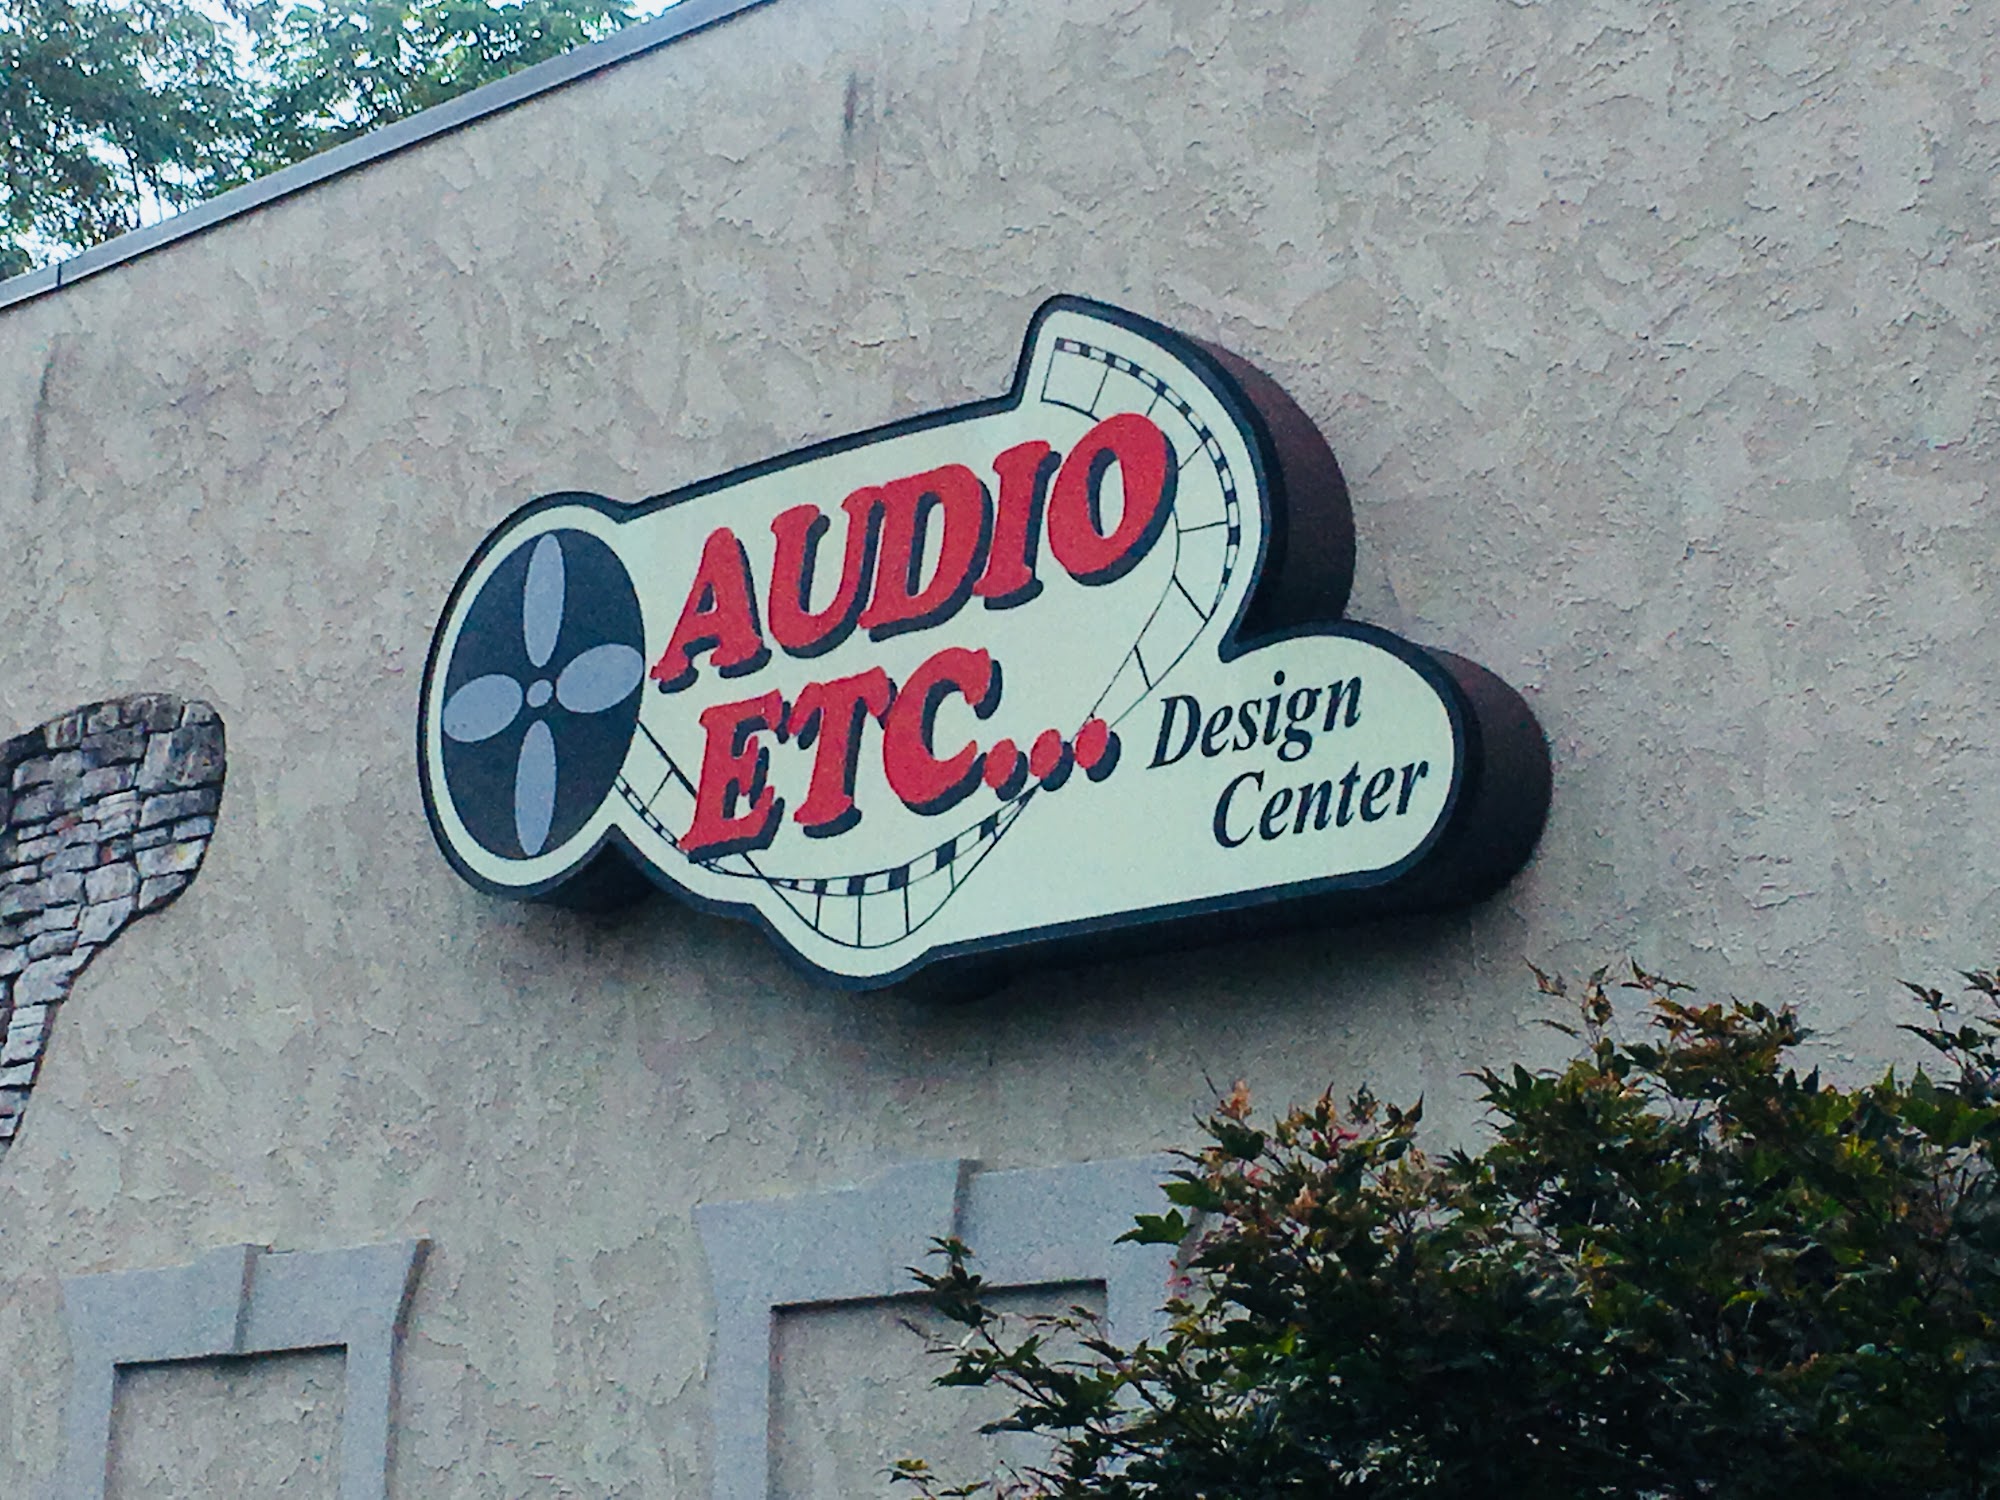 AUDIO
ETC...
Design
Center